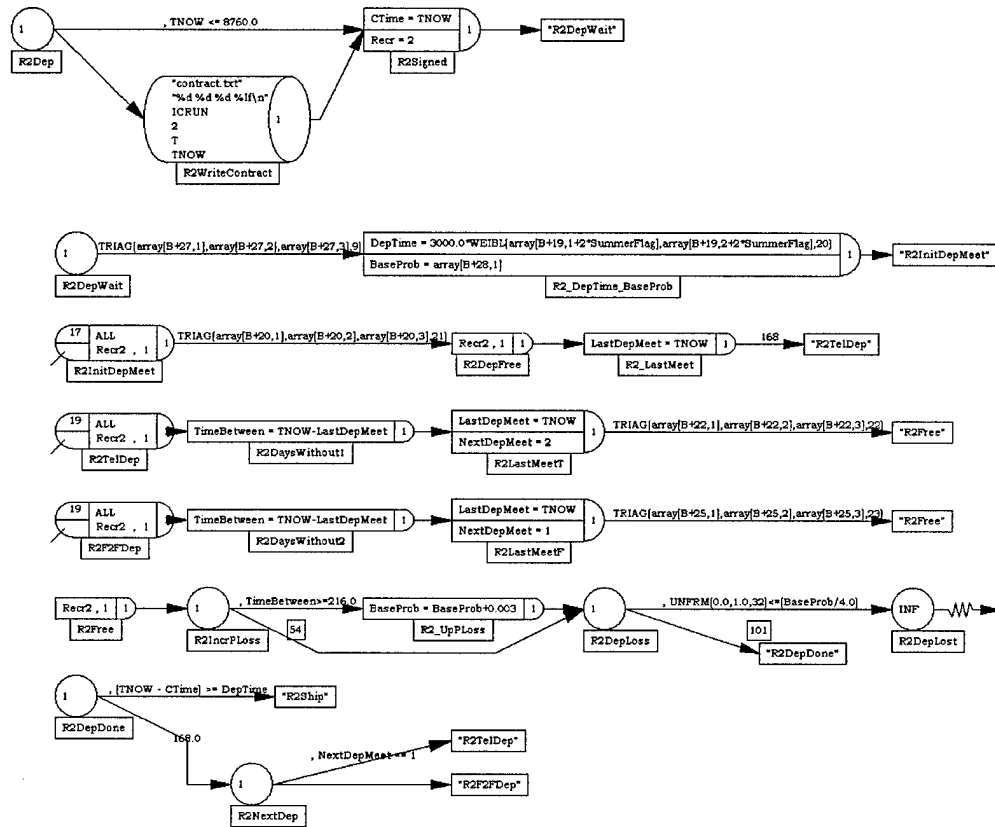 , TNOW <= 8760.0
1
R2Dep
CTime = TNOW
Recr = 2
1
R2Signed
"R2DepWait"
"contract.txt"
"%d %d %d %lf\n"
ICRUN
2
T
TNOW
1
R2WriteContract
1
R2DepWait
TRIAG(array[B+27,1],array[B+27,2],array[B+27,3],9)
DepTime = 3000.0*WEIBL(array[B+19,1+2*SummerFlag],array[B+19,2+2*SummerFlag],20)
BaseProb = array[B+28,1]
1
R2_DepTime_BaseProb
"R2InitDepMeet"
17
ALL
Recr2 , 1
1
R2InitDepMeet
TRIAG(array[B+20,1],array[B+20,2],array[B+20,3],21)
Recr2 , 1
1
R2DepFree
LastDepMeet = TNOW
1
R2_LastMeet
168
"R2TelDep"
19
ALL
Recr2 , 1
R2TelDep
TimeBetween = TNOW-LastDepMeet
1
R2DaysWithout1
LastDepMeet = TNOW
NextDepMeet = 2
1
R2LastMeetT
TRIAG(array[B+22,1],array[B+22,2],array[B+22,3],22)
"R2Free"
19
ALL
Recr2 , 1
R2F2FDep
TimeBetween = TNOW-LastDepMeet
1
R2DaysWithout2
LastDepMeet = TNOW
NextDepMeet = 1
1
R2LastMeetF
TRIAG(array[B+25,1],array[B+25,2],array[B+25,3],23)
"R2Free"
Recr2 , 1
1
R2Free
1
R2IncrPLoss
, TimeBetween>=216.0
54
BaseProb = BaseProb+0.003
1
R2_UpPLoss
1
R2DepLoss
, UNFRM(0.0,1.0,32)<=(BaseProb/4.0)
101
"R2DepDone"
INF
R2DepLost
1
R2DepDone
, (TNOW - CTime) >= DepTime
"R2Ship"
168.0
1
R2NextDep
, NextDepMeet == 1
"R2TelDep"
"R2F2FDep"